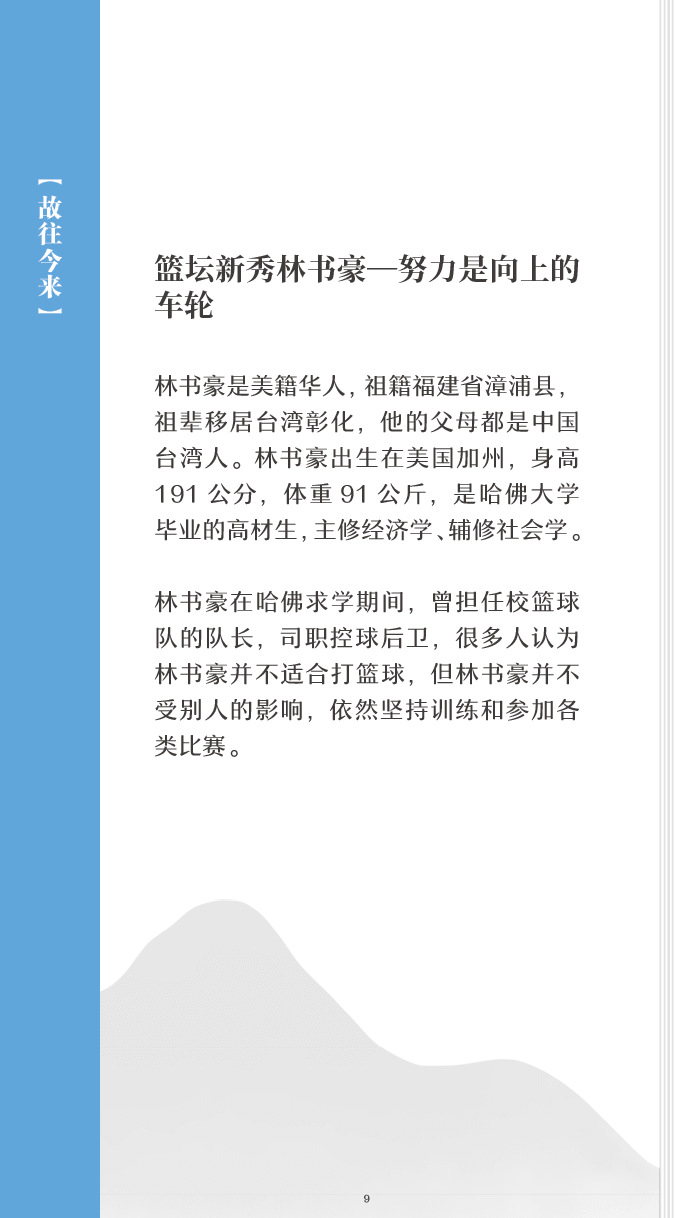 【故往今来】
篮坛新秀林书豪—努力是向上的
车轮
林书豪是美籍华人，祖籍福建省漳浦县，
祖辈移居台湾彰化，他的父母都是中国
台湾人。林书豪出生在美国加州，身高
191 公分，体重 91 公斤，是哈佛大学
毕业的高材生，主修经济学、辅修社会学。
林书豪在哈佛求学期间，曾担任校篮球
队的队长，司职控球后卫，很多人认为
林书豪并不适合打篮球，但林书豪并不
受别人的影响，依然坚持训练和参加各
类比赛。
9